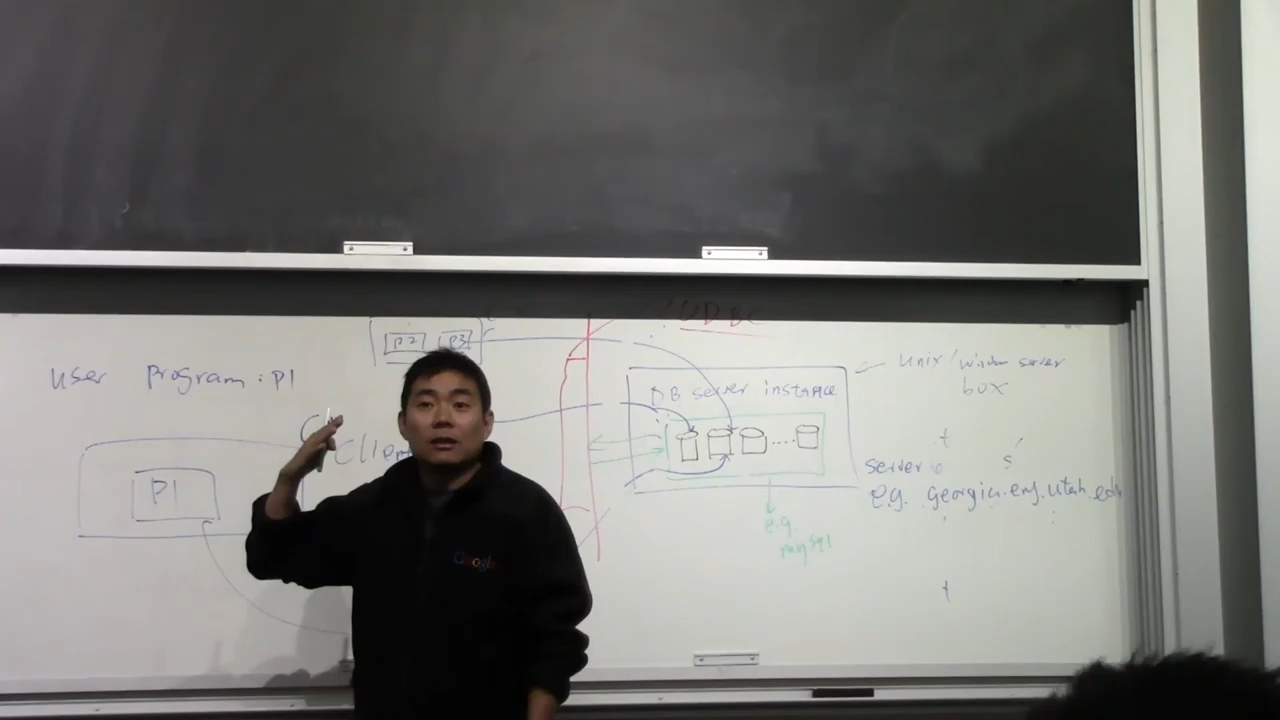 ODBC
P2 P3
User program : P1
Unix / window server
box
DB server instance
Client
P1
server
e.g. georgia.eng.utah.edu
e.g.
mysql
Google